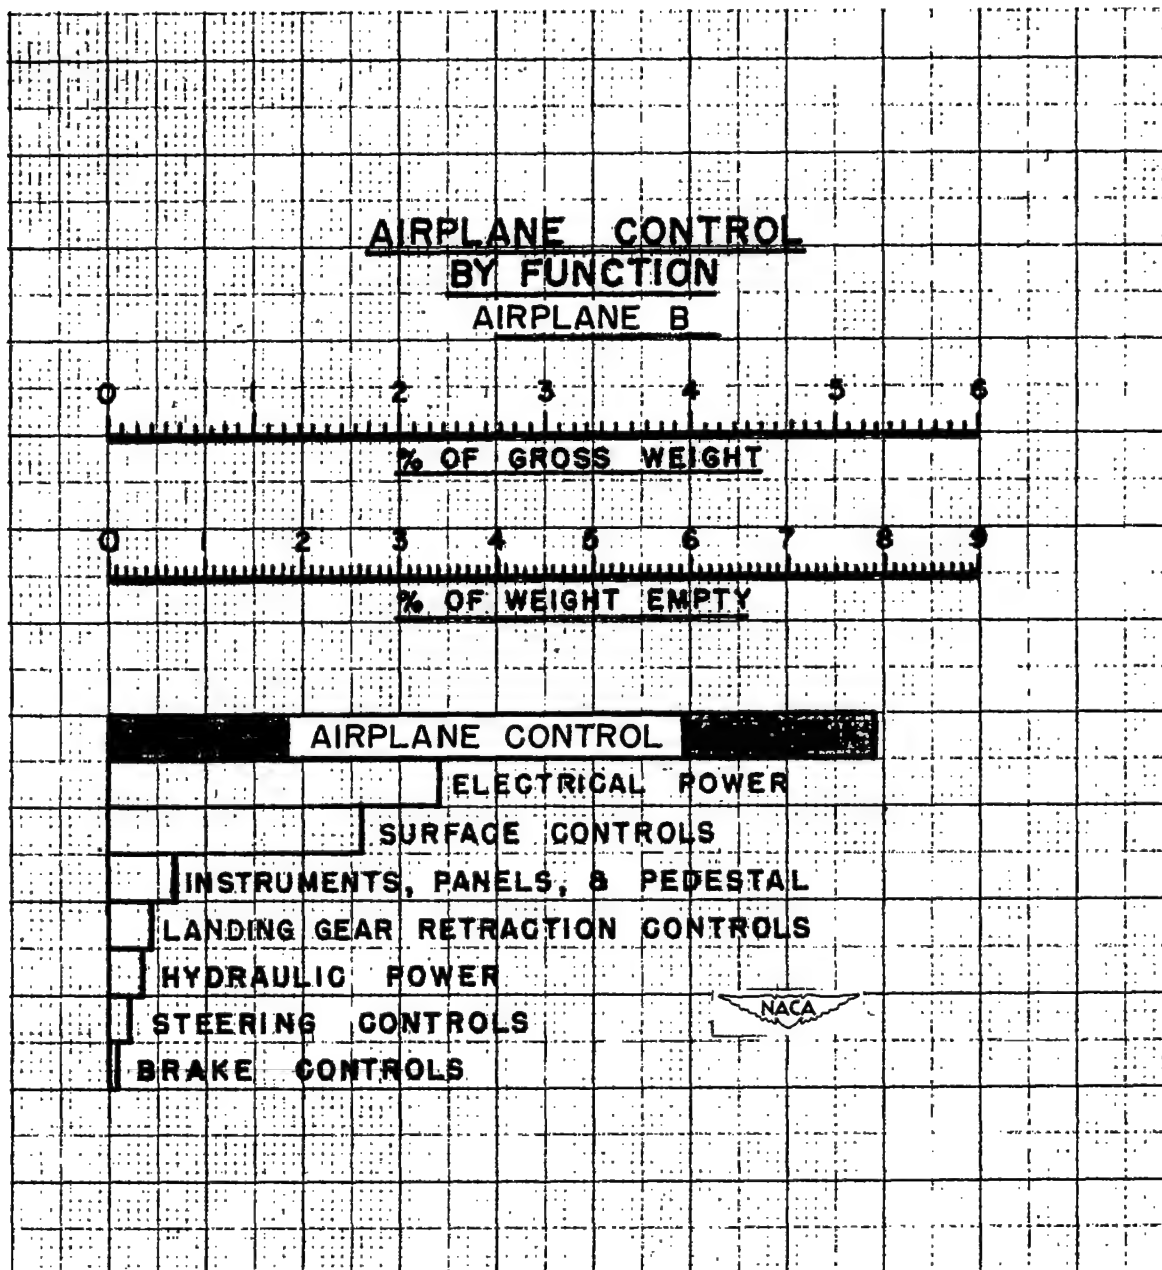 AIRPLANE CONTROL
BY FUNCTION
AIRPLANE B
0 1 2 3 4 5 6
% OF GROSS WEIGHT
0 1 2 3 4 5 6 7 8 9
% OF WEIGHT EMPTY
AIRPLANE CONTROL
ELECTRICAL POWER
SURFACE CONTROLS
INSTRUMENTS, PANELS, & PEDESTAL
LANDING GEAR RETRACTION CONTROLS
HYDRAULIC POWER
STEERING CONTROLS
NACA
BRAKE CONTROLS